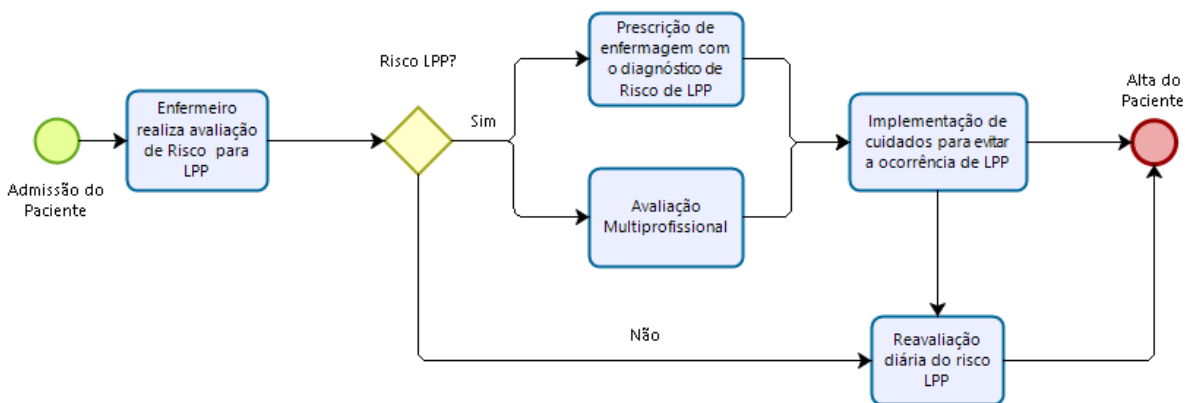 Admissão do
Paciente
Enfermeiro
realiza avaliação
de Risco para
LPP
Risco LPP?
Sim
Prescrição de
enfermagem com
o diagnóstico de
Risco de LPP
Avaliação
Multiprofissional
Implementação de
cuidados para evitar
a ocorrência de LPP
Alta do
Paciente
Não
Reavaliação
diária do risco
LPP